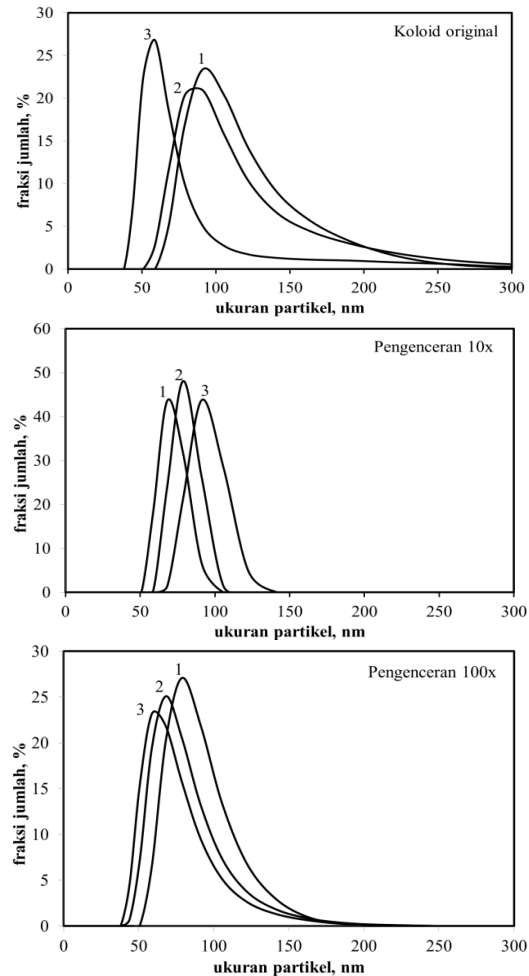 30
Koloid original
25
20
15
10
5
0
fraksi jumlah, %
3
1
2
0 50 100 150 200 250 300
ukuran partikel, nm
60
Pengenceran 10x
50
40
30
20
10
0
fraksi jumlah, %
1
2
3
0 50 100 150 200 250 300
ukuran partikel, nm
30
Pengenceran 100x
25
20
15
10
5
0
fraksi jumlah, %
3
2
1
0 50 100 150 200 250 300
ukuran partikel, nm